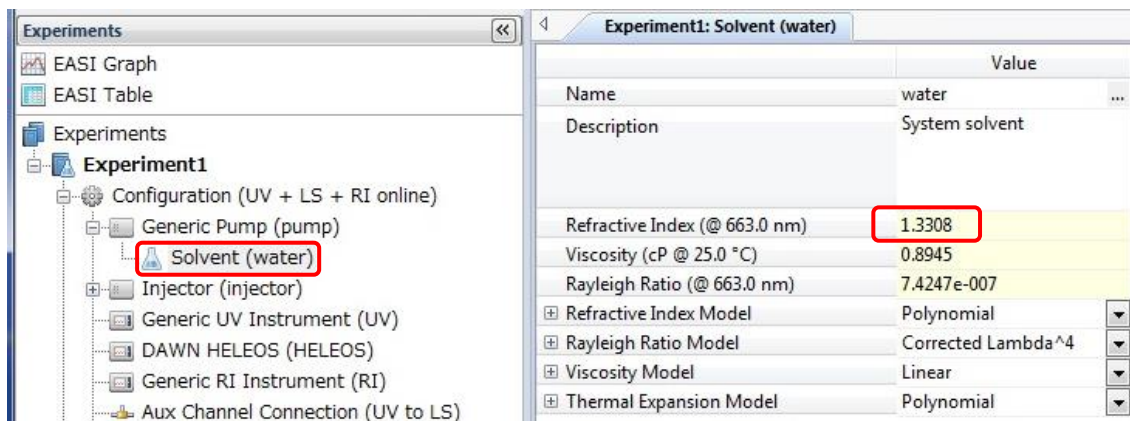 Experiments
EASI Graph
EASI Table
Experiments
Experiment1
Configuration (UV + LS + RI online)
Generic Pump (pump)
Solvent (water)
Injector (injector)
Generic UV Instrument (UV)
DAWN HELEOS (HELEOS)
Generic RI Instrument (RI)
Aux Channel Connection (UV to LS)
Experiment1: Solvent (water)
Value
Name water ...
Description System solvent
Refractive Index (@ 663.0 nm) 1.3308
Viscosity (cP @ 25.0 °C) 0.8945
Rayleigh Ratio (@ 663.0 nm) 7.4247e-007
Refractive Index Model Polynomial
Rayleigh Ratio Model Corrected Lambda^4
Viscosity Model Linear
Thermal Expansion Model Polynomial